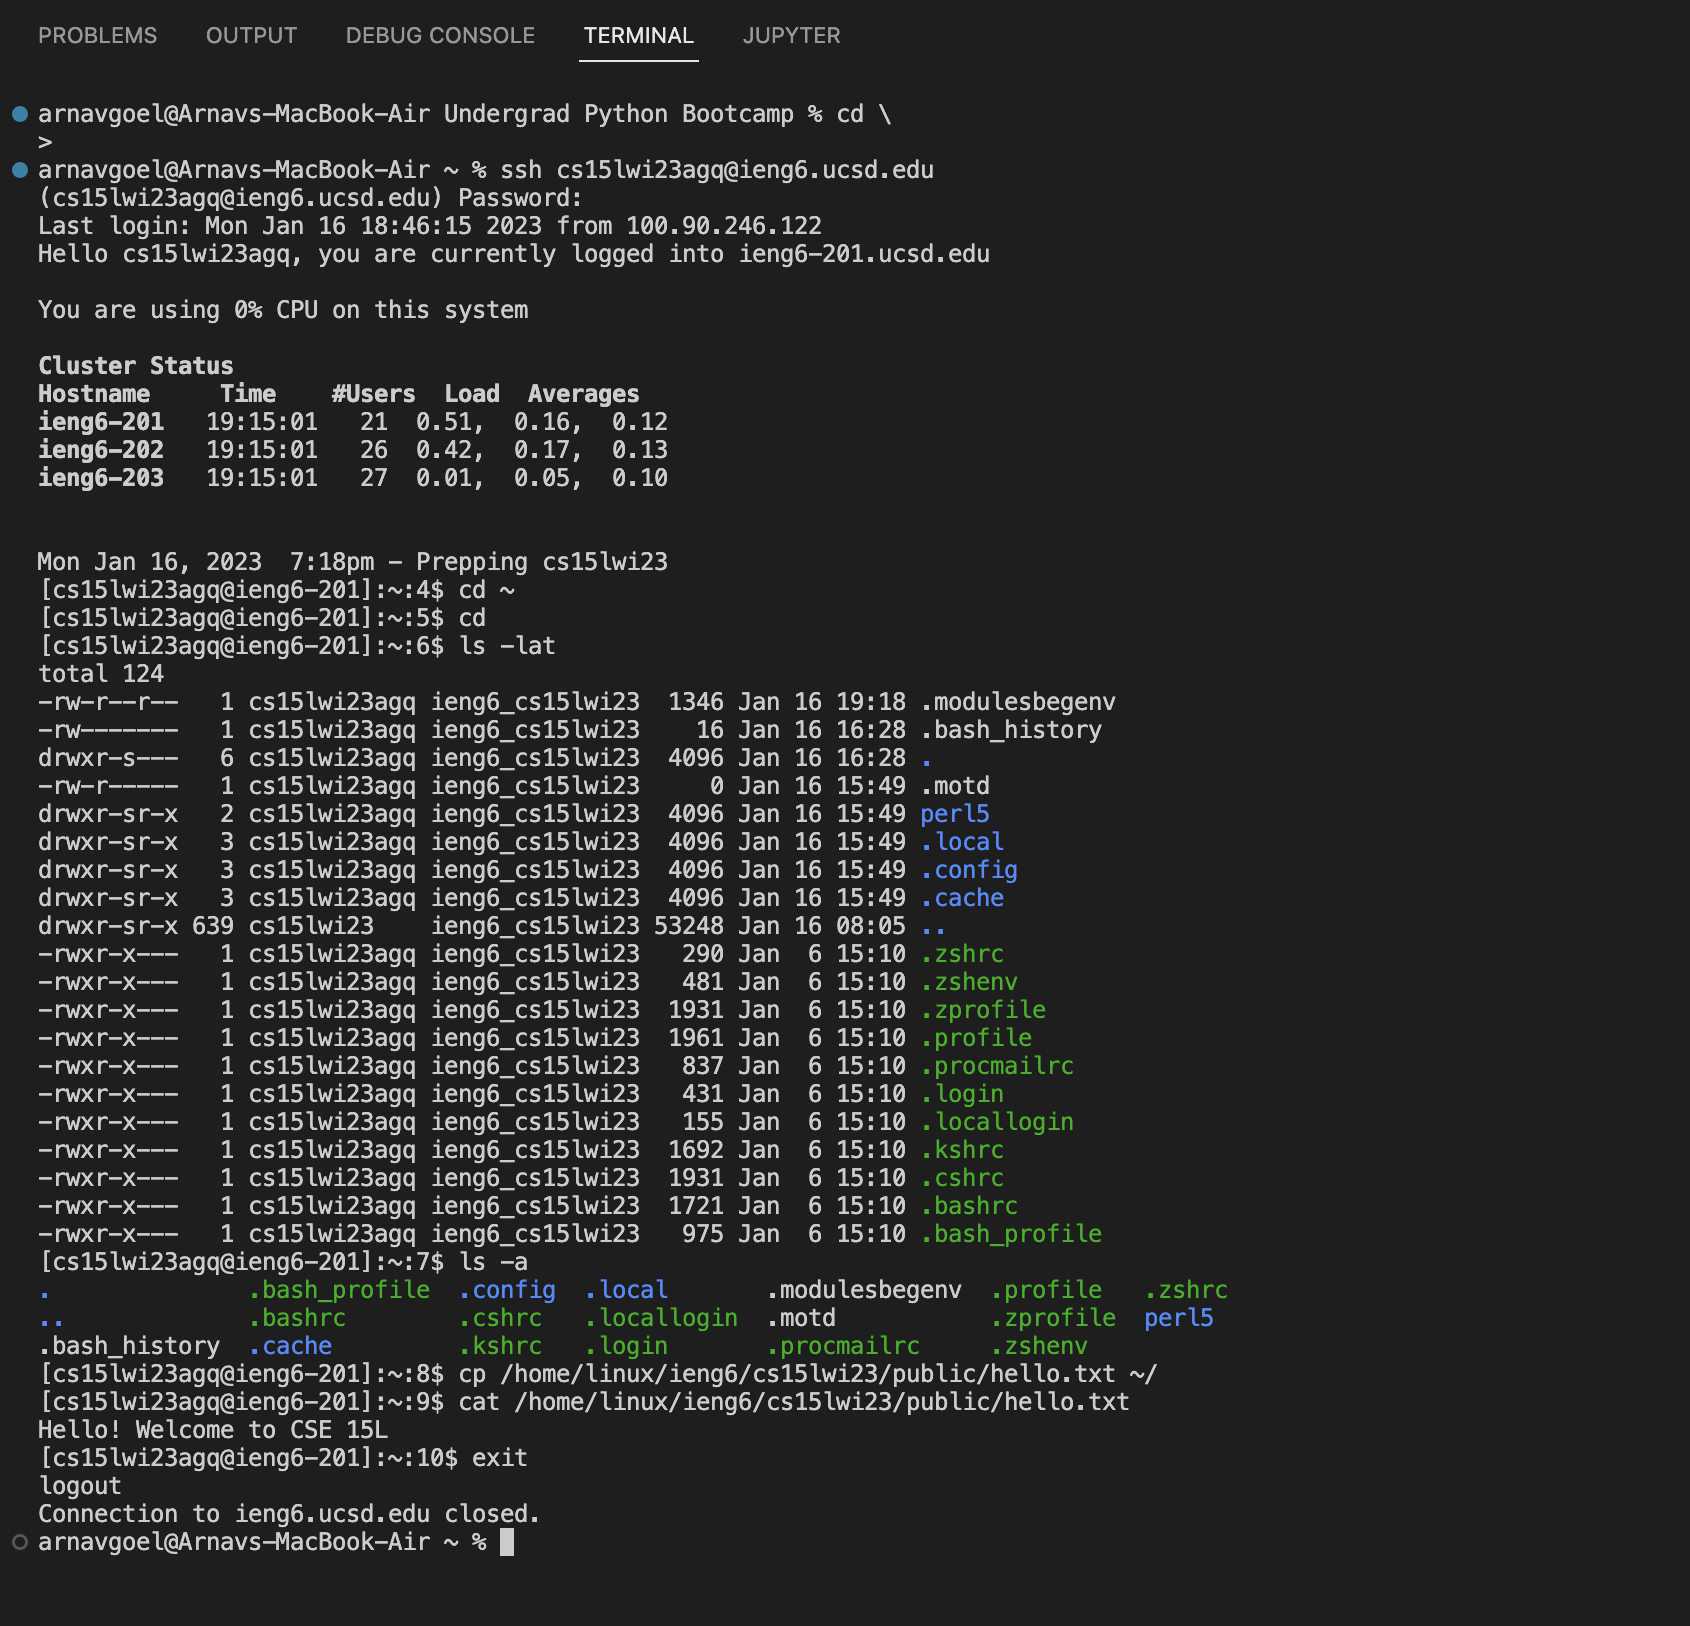 PROBLEMS OUTPUT DEBUG CONSOLE TERMINAL JUPYTER
arnavgoel@Arnavs-MacBook-Air Undergrad Python Bootcamp % cd \
>
arnavgoel@Arnavs-MacBook-Air ~ % ssh cs15lwi23agq@ieng6.ucsd.edu
(cs15lwi23agq@ieng6.ucsd.edu) Password:
Last login: Mon Jan 16 18:46:15 2023 from 100.90.246.122
Hello cs15lwi23agq, you are currently logged into ieng6-201.ucsd.edu
You are using 0% CPU on this system
Cluster Status
Hostname     Time    #Users  Load  Averages
ieng6-201   19:15:01   21  0.51,  0.16,  0.12
ieng6-202   19:15:01   26  0.42,  0.17,  0.13
ieng6-203   19:15:01   27  0.01,  0.05,  0.10
Mon Jan 16, 2023  7:18pm - Prepping cs15lwi23
[cs15lwi23agq@ieng6-201]:~:4$ cd ~
[cs15lwi23agq@ieng6-201]:~:5$ cd
[cs15lwi23agq@ieng6-201]:~:6$ ls -lat
total 124
-rw-r--r--   1 cs15lwi23agq ieng6_cs15lwi23  1346 Jan 16 19:18 .modulesbegenv
-rw-------   1 cs15lwi23agq ieng6_cs15lwi23    16 Jan 16 16:28 .bash_history
drwxr-s---   6 cs15lwi23agq ieng6_cs15lwi23  4096 Jan 16 16:28 .
-rw-r-----   1 cs15lwi23agq ieng6_cs15lwi23     0 Jan 16 15:49 .motd
drwxr-sr-x   2 cs15lwi23agq ieng6_cs15lwi23  4096 Jan 16 15:49 perl5
drwxr-sr-x   3 cs15lwi23agq ieng6_cs15lwi23  4096 Jan 16 15:49 .local
drwxr-sr-x   3 cs15lwi23agq ieng6_cs15lwi23  4096 Jan 16 15:49 .config
drwxr-sr-x   3 cs15lwi23agq ieng6_cs15lwi23  4096 Jan 16 15:49 .cache
drwxr-sr-x 639 cs15lwi23    ieng6_cs15lwi23 53248 Jan 16 08:05 ..
-rwxr-x---   1 cs15lwi23agq ieng6_cs15lwi23   290 Jan  6 15:10 .zshrc
-rwxr-x---   1 cs15lwi23agq ieng6_cs15lwi23   481 Jan  6 15:10 .zshenv
-rwxr-x---   1 cs15lwi23agq ieng6_cs15lwi23  1931 Jan  6 15:10 .zprofile
-rwxr-x---   1 cs15lwi23agq ieng6_cs15lwi23  1961 Jan  6 15:10 .profile
-rwxr-x---   1 cs15lwi23agq ieng6_cs15lwi23   837 Jan  6 15:10 .procmailrc
-rwxr-x---   1 cs15lwi23agq ieng6_cs15lwi23   431 Jan  6 15:10 .login
-rwxr-x---   1 cs15lwi23agq ieng6_cs15lwi23   155 Jan  6 15:10 .locallogin
-rwxr-x---   1 cs15lwi23agq ieng6_cs15lwi23  1692 Jan  6 15:10 .kshrc
-rwxr-x---   1 cs15lwi23agq ieng6_cs15lwi23  1931 Jan  6 15:10 .cshrc
-rwxr-x---   1 cs15lwi23agq ieng6_cs15lwi23  1721 Jan  6 15:10 .bashrc
-rwxr-x---   1 cs15lwi23agq ieng6_cs15lwi23   975 Jan  6 15:10 .bash_profile
[cs15lwi23agq@ieng6-201]:~:7$ ls -a
.              .bash_profile  .config  .local       .modulesbegenv  .profile   .zshrc
..             .bashrc        .cshrc   .locallogin  .motd           .zprofile  perl5
.bash_history  .cache         .kshrc   .login       .procmailrc     .zshenv
[cs15lwi23agq@ieng6-201]:~:8$ cp /home/linux/ieng6/cs15lwi23/public/hello.txt ~/
[cs15lwi23agq@ieng6-201]:~:9$ cat /home/linux/ieng6/cs15lwi23/public/hello.txt
Hello! Welcome to CSE 15L
[cs15lwi23agq@ieng6-201]:~:10$ exit
logout
Connection to ieng6.ucsd.edu closed.
arnavgoel@Arnavs-MacBook-Air ~ %